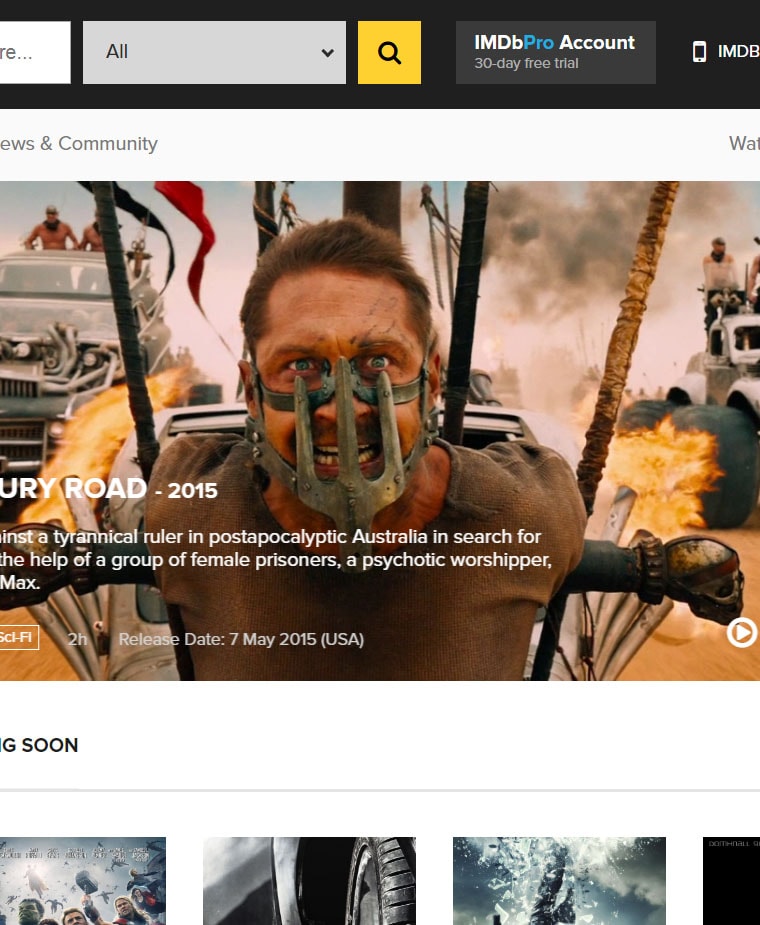 re...
All
IMDbPro Account
30-day free trial
IMDB
ews & Community
Wat
URY ROAD - 2015
inst a tyrannical ruler in postapocalyptic Australia in search for
the help of a group of female prisoners, a psychotic worshipper,
Max.
Sci-Fi
2h
Release Date: 7 May 2015 (USA)
G SOON